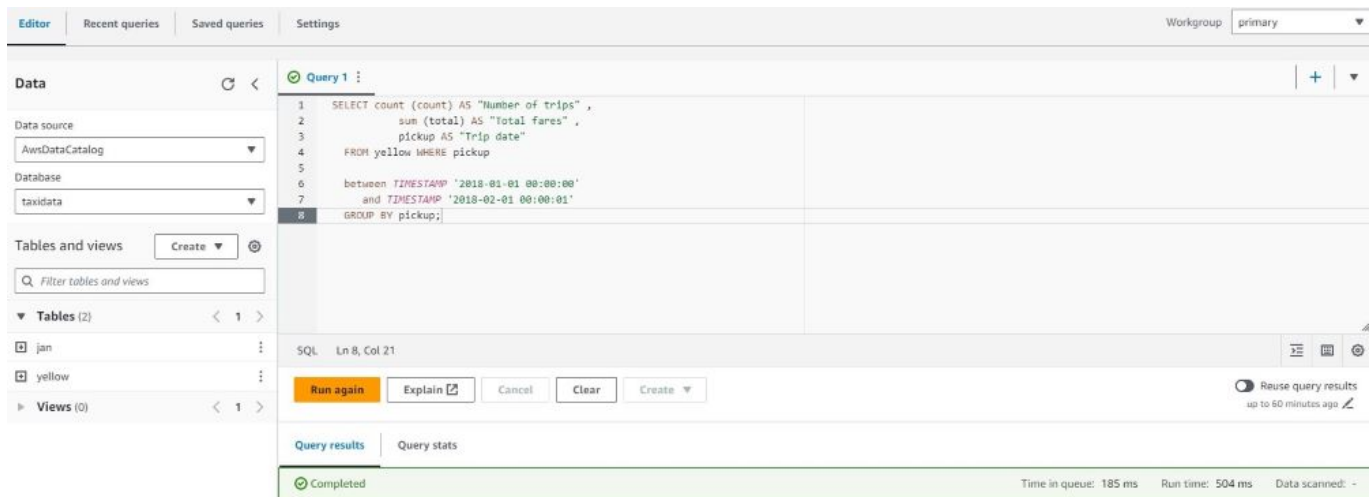 Editor Recent queries Saved queries Settings Workgroup primary
Data
Data source
AwsDataCatalog
Database
taxidata
Tables and views Create
Filter tables and views
Tables (2) 1
jan
yellow
Views (0) 1
Query 1
1 SELECT count (count) AS "Number of trips" ,
2 sum (total) AS "Total fares" ,
3 pickup AS "Trip date"
4 FROM yellow WHERE pickup
5
6 between TIMESTAMP '2018-01-01 00:00:00'
7 and TIMESTAMP '2018-02-01 00:00:01'
8 GROUP BY pickup;
SQL Ln 8, Col 21
Run again Explain Cancel Clear Create Reuse query results
up to 60 minutes ago
Query results Query stats
Completed Time in queue: 185 ms Run time: 504 ms Data scanned: -